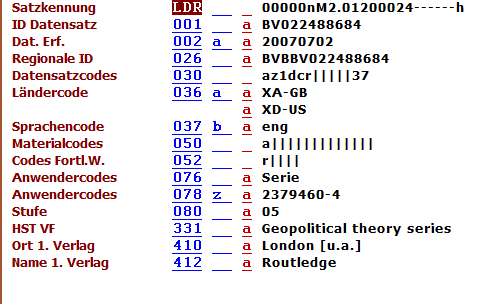 Satzkennung LDR _ _ _ 00000nM2.01200024------h
ID Datensatz 001 _ a BV022488684
Dat. Erf. 002 a a 20070702
Regionale ID 026 _ a BVBBV022488684
Datensatzcodes 030 _ _ az1dcr|||||37
Ländercode 036 a a XA-GB
a XD-US
Sprachencode 037 b a eng
Materialcodes 050 _ _ a|||||||||||||
Codes Fortl.W. 052 _ _ r||||
Anwendercodes 076 _ a Serie
Anwendercodes 078 z a 2379460-4
Stufe 080 _ a 05
HST VF 331 _ a Geopolitical theory series
Ort 1. Verlag 410 _ a London [u.a.]
Name 1. Verlag 412 _ a Routledge